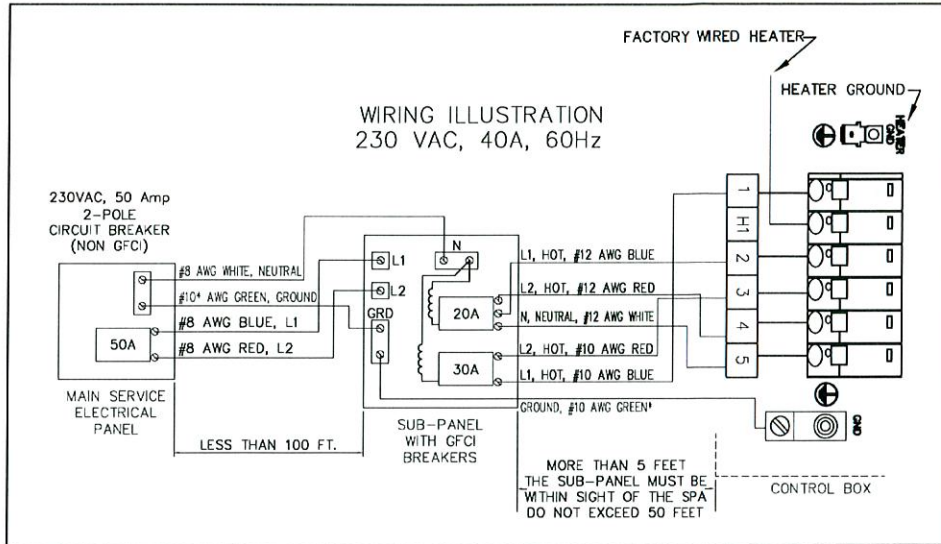 FACTORY WIRED HEATER
HEATER GROUND
HEATER
GND
WIRING ILLUSTRATION
230 VAC, 40A, 60Hz
230VAC, 50 Amp
2-POLE
CIRCUIT BREAKER
(NON GFCI)
#8 AWG WHITE, NEUTRAL
#10* AWG GREEN, GROUND
#8 AWG BLUE, L1
#8 AWG RED, L2
50A
MAIN SERVICE
ELECTRICAL
PANEL
LESS THAN 100 FT.
N
L1
L2
GRD
20A
30A
SUB-PANEL
WITH GFCI
BREAKERS
L1, HOT, #12 AWG BLUE
L2, HOT, #12 AWG RED
N, NEUTRAL, #12 AWG WHITE
L2, HOT, #10 AWG RED
L1, HOT, #10 AWG BLUE
GROUND, #10 AWG GREEN*
1
H1
2
3
4
5
GND
MORE THAN 5 FEET
THE SUB-PANEL MUST BE
WITHIN SIGHT OF THE SPA
DO NOT EXCEED 50 FEET
CONTROL BOX